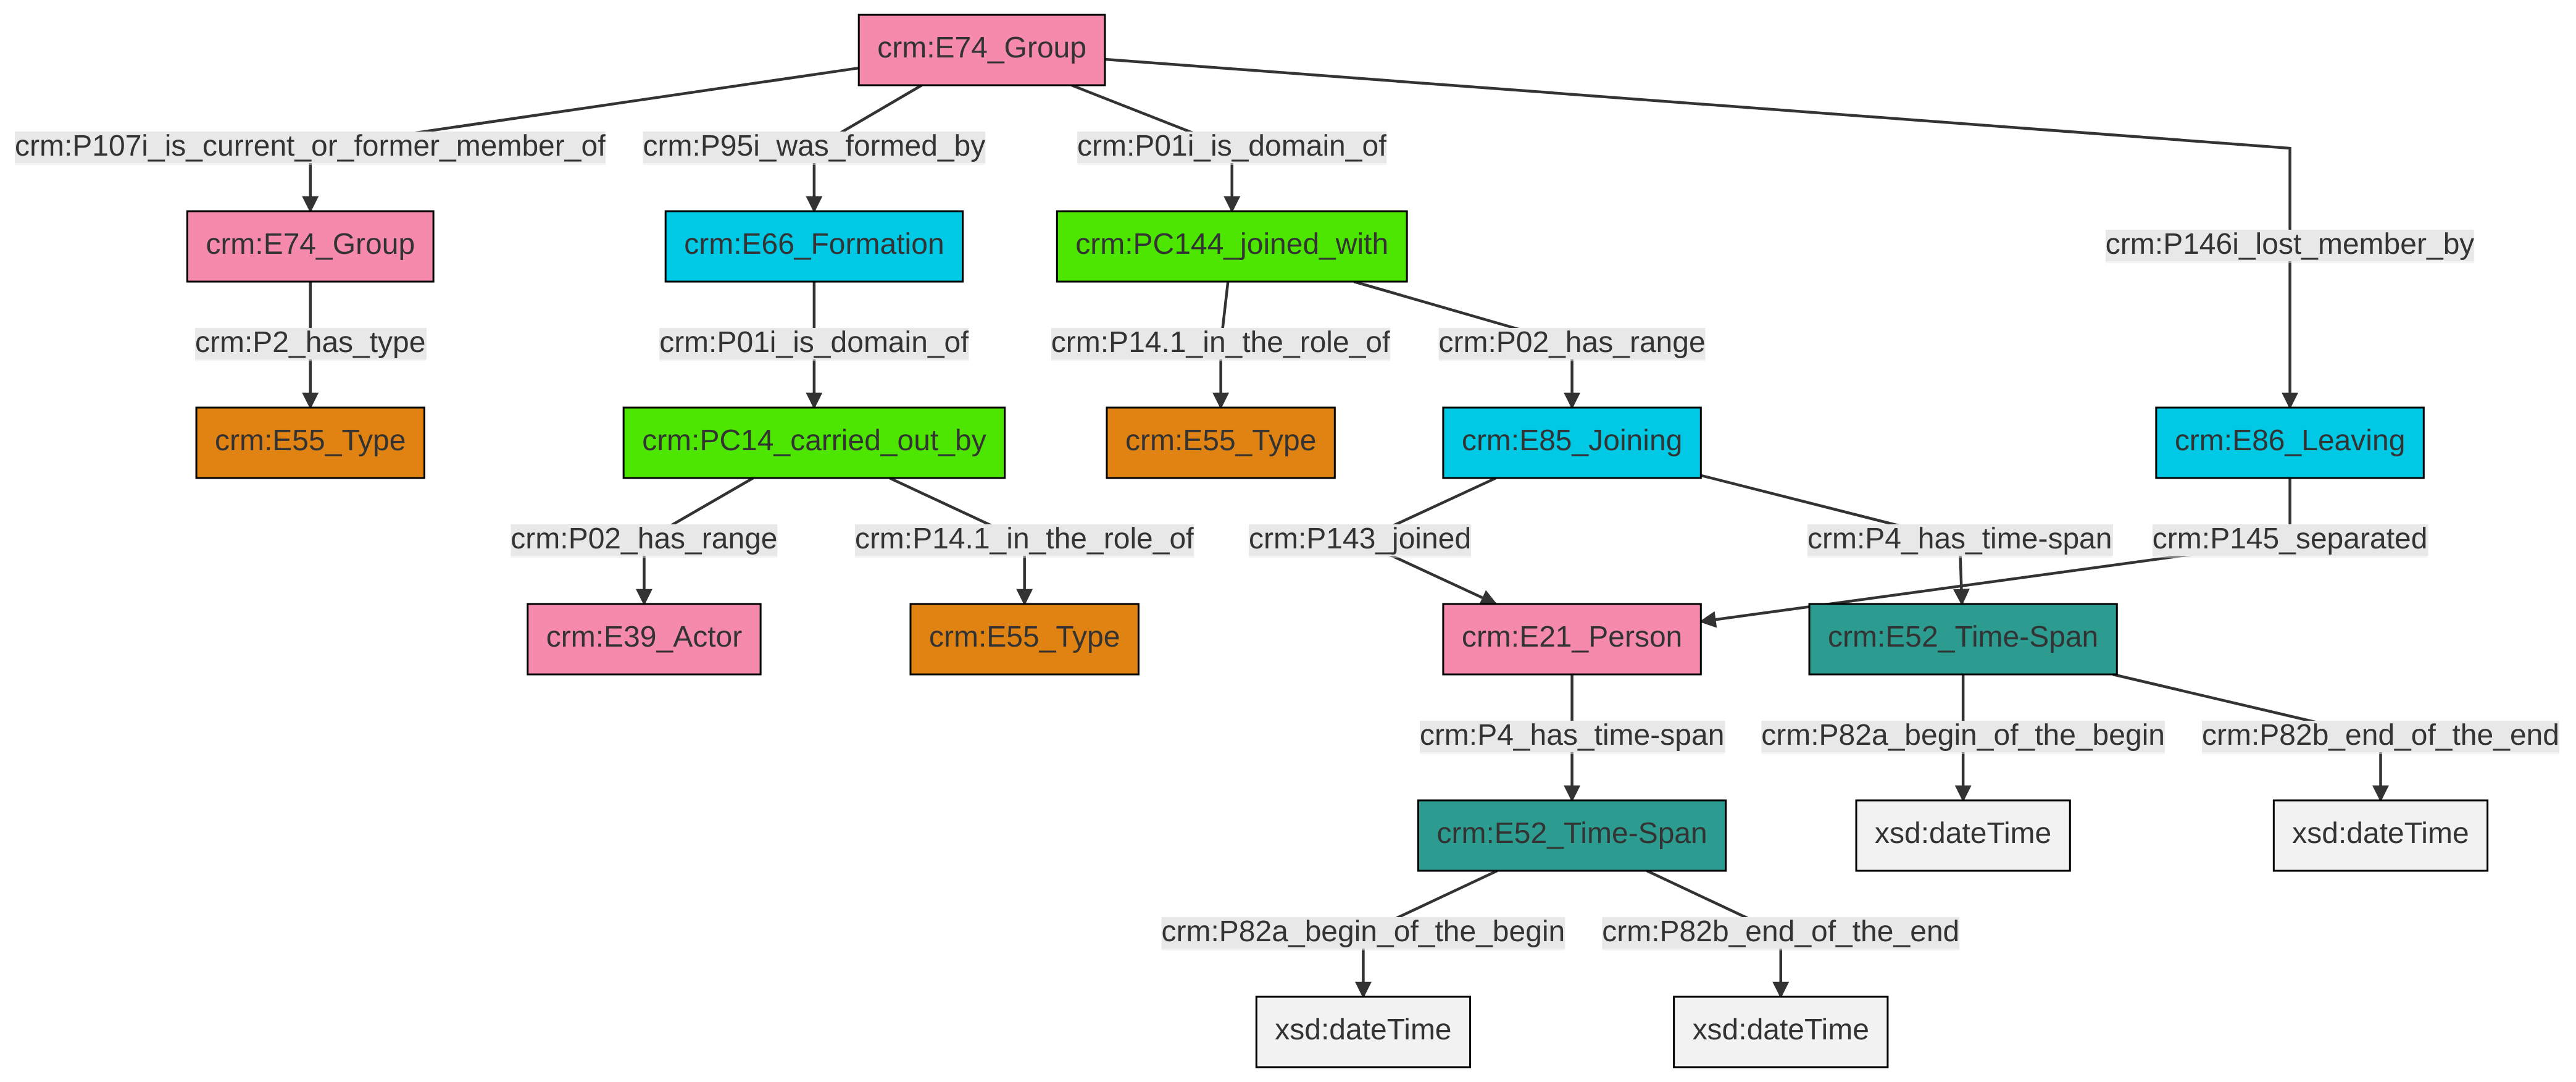 crm:E74_Group
crm:P107i_is_current_or_former_member_of
crm:P95i_was_formed_by
crm:P01i_is_domain_of
crm:E74_Group
crm:E66_Formation
crm:PC144_joined_with
crm:P146i_lost_member_by
crm:P2_has_type
crm:P01i_is_domain_of
crm:P14.1_in_the_role_of
crm:P02_has_range
crm:E55_Type
crm:PC14_carried_out_by
crm:E55_Type
crm:E85_Joining
crm:E86_Leaving
crm:P02_has_range
crm:P14.1_in_the_role_of
crm:P143_joined
crm:P4_has_time-span
crm:P145_separated
crm:E39_Actor
crm:E55_Type
crm:E21_Person
crm:E52_Time-Span
crm:P4_has_time-span
crm:P82a_begin_of_the_begin
crm:P82b_end_of_the_end
crm:E52_Time-Span
xsd:dateTime
xsd:dateTime
crm:P82a_begin_of_the_begin
crm:P82b_end_of_the_end
xsd:dateTime
xsd:dateTime